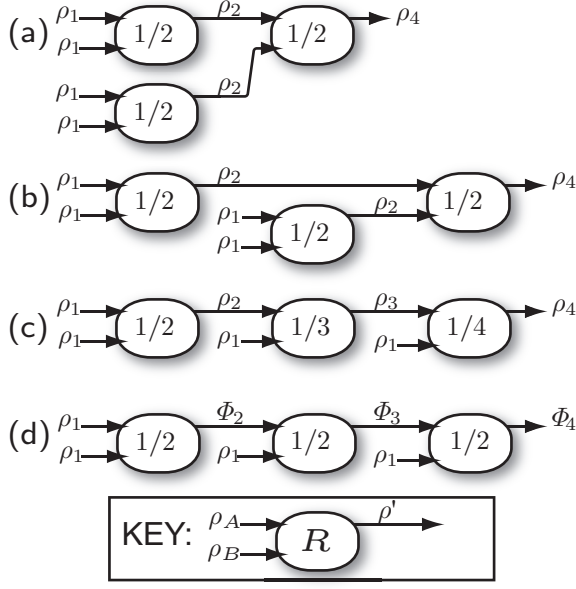 (a) ρ₁ 1/2 ρ₂ 1/2 ρ₄
ρ₁
ρ₁ 1/2 ρ₂
ρ₁
(b) ρ₁ 1/2 ρ₂ 1/2 ρ₄
ρ₁ ρ₁ 1/2 ρ₂
ρ₁
(c) ρ₁ 1/2 ρ₂ 1/3 ρ₃ 1/4 ρ₄
ρ₁ ρ₁ ρ₁
(d) ρ₁ 1/2 Φ₂ 1/2 Φ₃ 1/2 Φ₄
ρ₁ ρ₁ ρ₁
KEY: ρ_A R ρ'
ρ_B